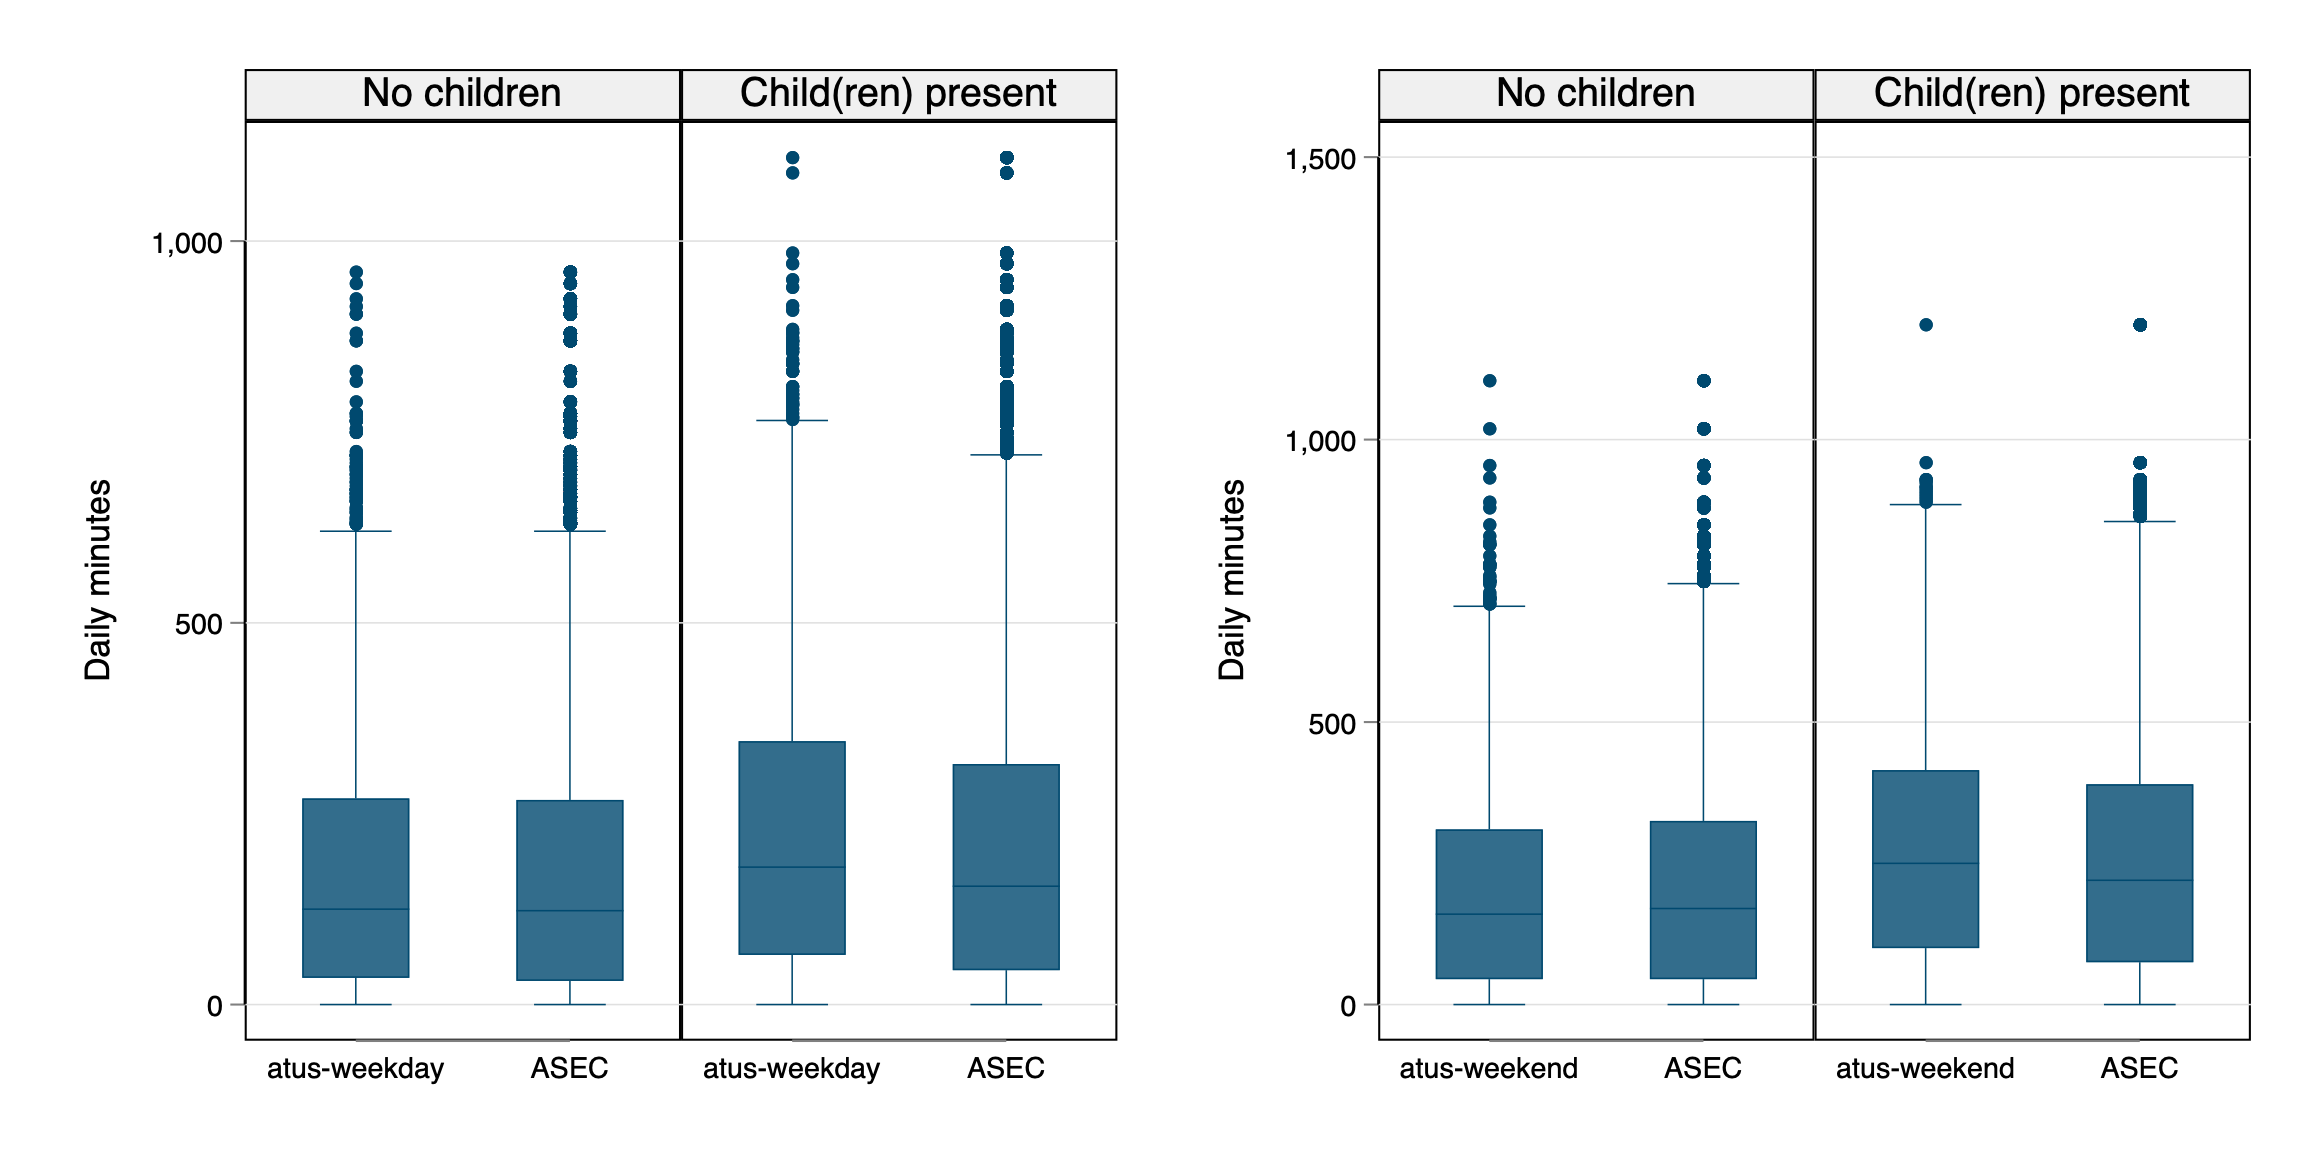 No children
Child(ren) present
Daily minutes
1,000
500
0
atus-weekday
ASEC
atus-weekday
ASEC
No children
Child(ren) present
Daily minutes
1,500
1,000
500
0
atus-weekend
ASEC
atus-weekend
ASEC